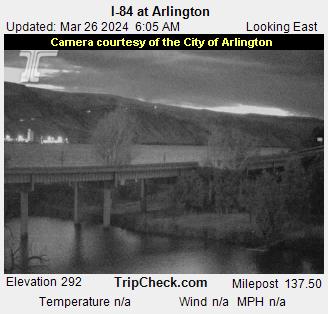 I-84 at Arlington
Updated: Mar 26 2024 6:05 AM Looking East
Camera courtesy of the City of Arlington
Elevation 292 TripCheck.com Milepost 137.50
Temperature n/a Wind n/a MPH n/a